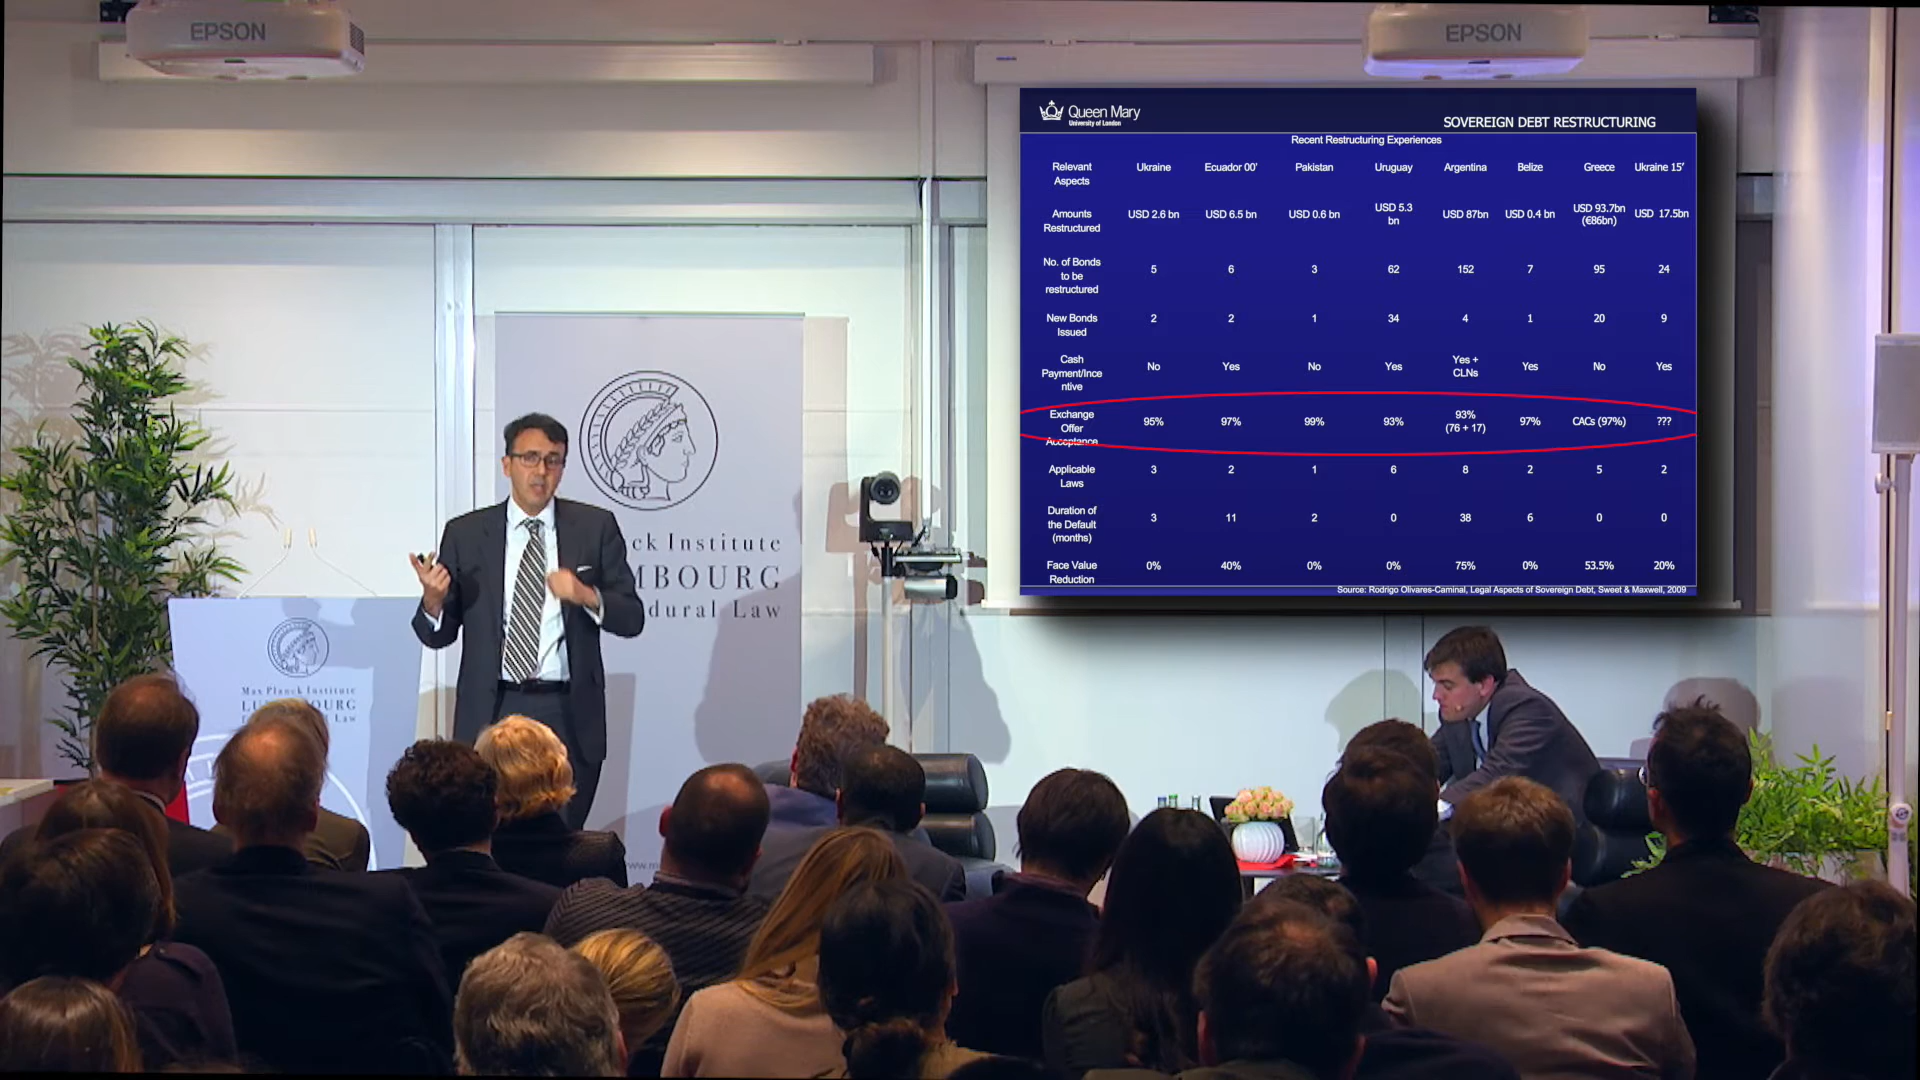 EPSON
EPSON
Queen Mary
University of London
SOVEREIGN DEBT RESTRUCTURING
Recent Restructuring Experiences
Relevant Aspects Ukraine Ecuador 00' Pakistan Uruguay Argentina Belize Greece Ukraine 15'
Amounts Restructured USD 2.6 bn USD 6.5 bn USD 0.6 bn USD 5.3 bn USD 87bn USD 0.4 bn USD 93.7bn (€86bn) USD 17.5bn
No. of Bonds to be restructured 5 6 3 62 152 7 95 24
New Bonds Issued 2 2 1 34 4 1 20 9
Cash Payment/Incentive No Yes No Yes Yes + CLNs Yes No Yes
Exchange Offer Acceptance 95% 97% 99% 93% 93% (76 + 17) 97% CACs (97%) ???
Applicable Laws 3 2 1 6 8 2 5 2
Duration of the Default (months) 3 11 2 0 38 6 0 0
Face Value Reduction 0% 40% 0% 0% 75% 0% 53.5% 20%
Source: Rodrigo Olivares-Caminal, Legal Aspects of Sovereign Debt, Sweet & Maxwell, 2009
ck Institute
MBOURG
dural Law
Max Planck Institute
LU OURG
Law